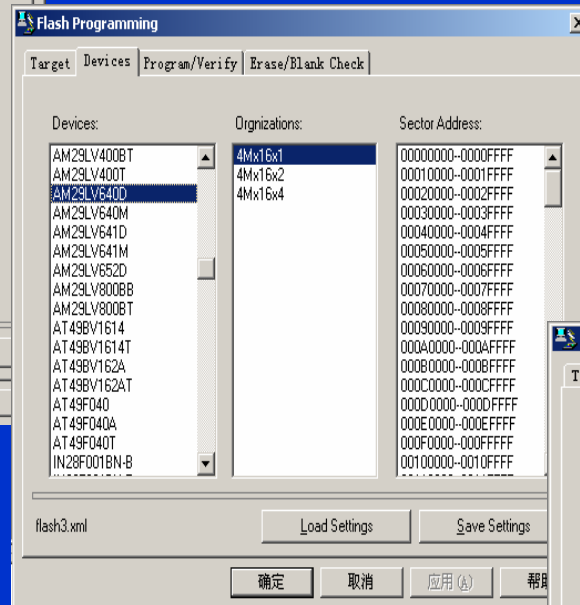 Flash Programming
Target Devices Program/Verify Erase/Blank Check
Devices: Orgnizations: Sector Address:
AM29LV400BT 4Mx16x1 00000000--0000FFFF
AM29LV400T 4Mx16x2 00010000--0001FFFF
AM29LV640D 4Mx16x4 00020000--0002FFFF
AM29LV640M 00030000--0003FFFF
AM29LV641D 00040000--0004FFFF
AM29LV641M 00050000--0005FFFF
AM29LV652D 00060000--0006FFFF
AM29LV800BB 00070000--0007FFFF
AM29LV800BT 00080000--0008FFFF
AT49BV1614 00090000--0009FFFF
AT49BV1614T 000A0000--000AFFFF
AT49BV162A 000B0000--000BFFFF
AT49BV162AT 000C0000--000CFFFF
AT49F040 000D0000--000DFFFF
AT49F040A 000E0000--000EFFFF
AT49F040T 000F0000--000FFFFF
IN28F001BN-B 00100000--0010FFFF
flash3.xml Load Settings Save Settings
确定 取消 应用(A) 帮
T